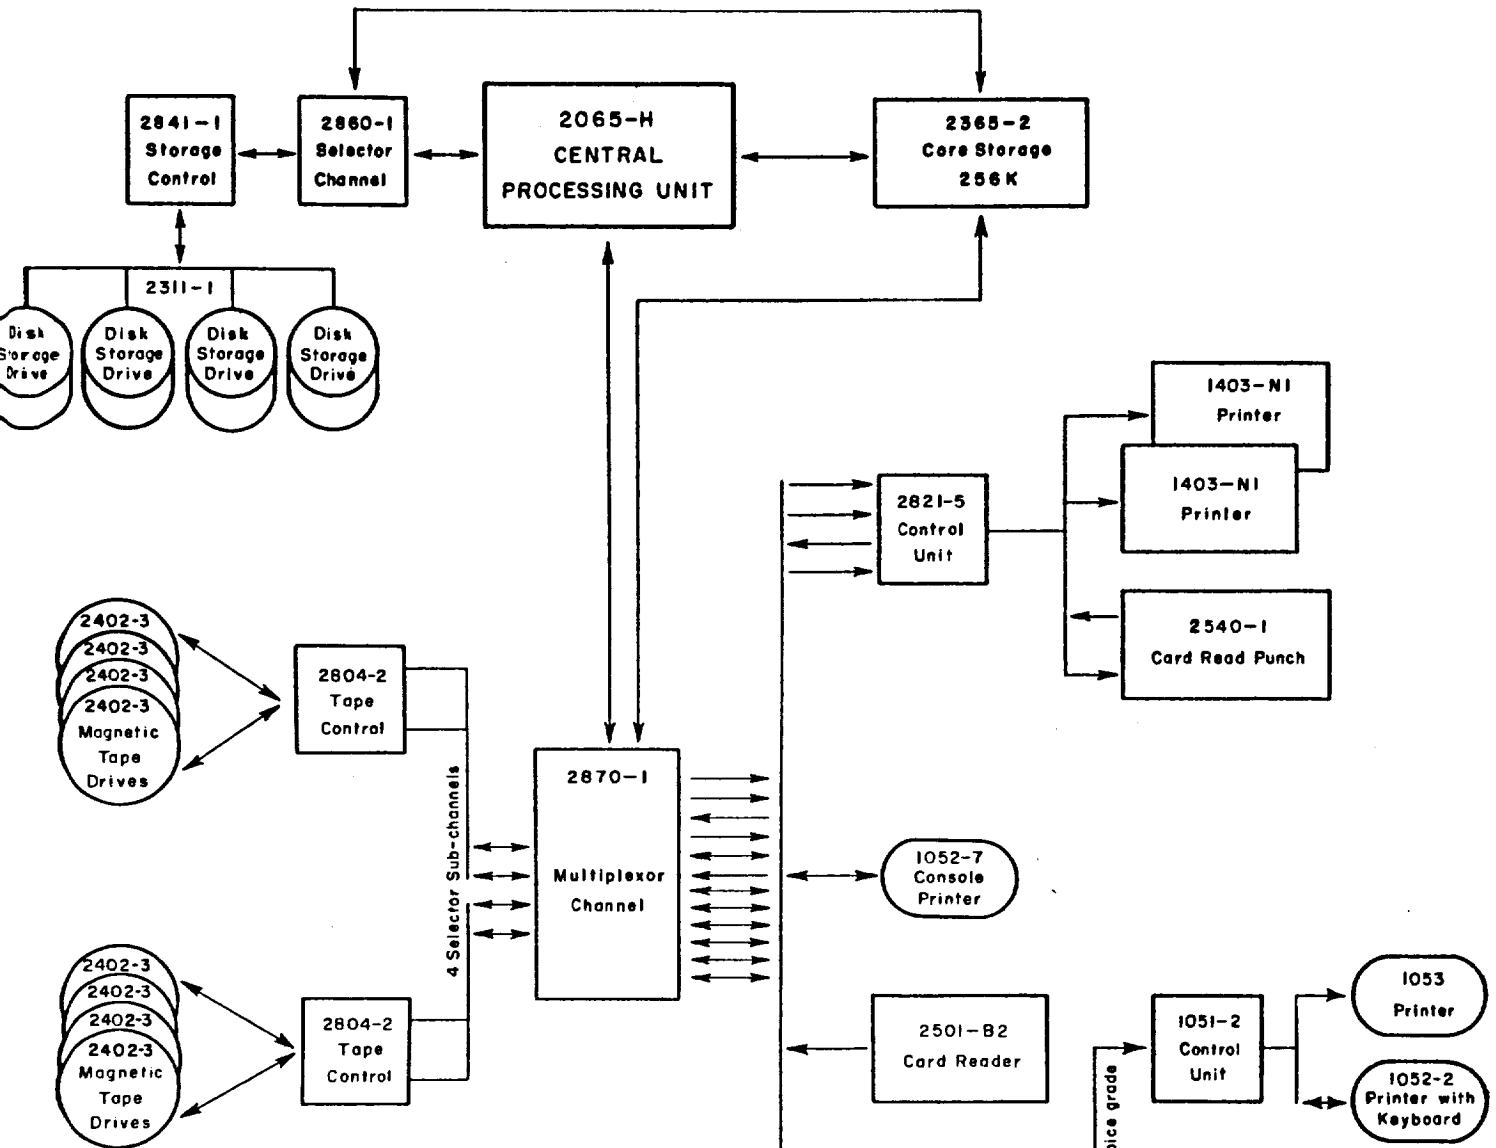 2841-1
Storage
Control
2860-1
Selector
Channel
2065-H
CENTRAL
PROCESSING UNIT
2365-2
Core Storage
256K
2311-1
Disk
Storage
Drive
Disk
Storage
Drive
Disk
Storage
Drive
Disk
Storage
Drive
1403-N1
Printer
1403-N1
Printer
2821-5
Control
Unit
2540-1
Card Read Punch
2402-3
2402-3
2402-3
2402-3
Magnetic
Tape
Drives
2804-2
Tape
Control
4 Selector Sub-channels
2870-1
Multiplexor
Channel
1052-7
Console
Printer
2402-3
2402-3
2402-3
2402-3
Magnetic
Tape
Drives
2804-2
Tape
Control
2501-B2
Card Reader
1051-2
Control
Unit
1053
Printer
1052-2
Printer with
Keyboard
grade